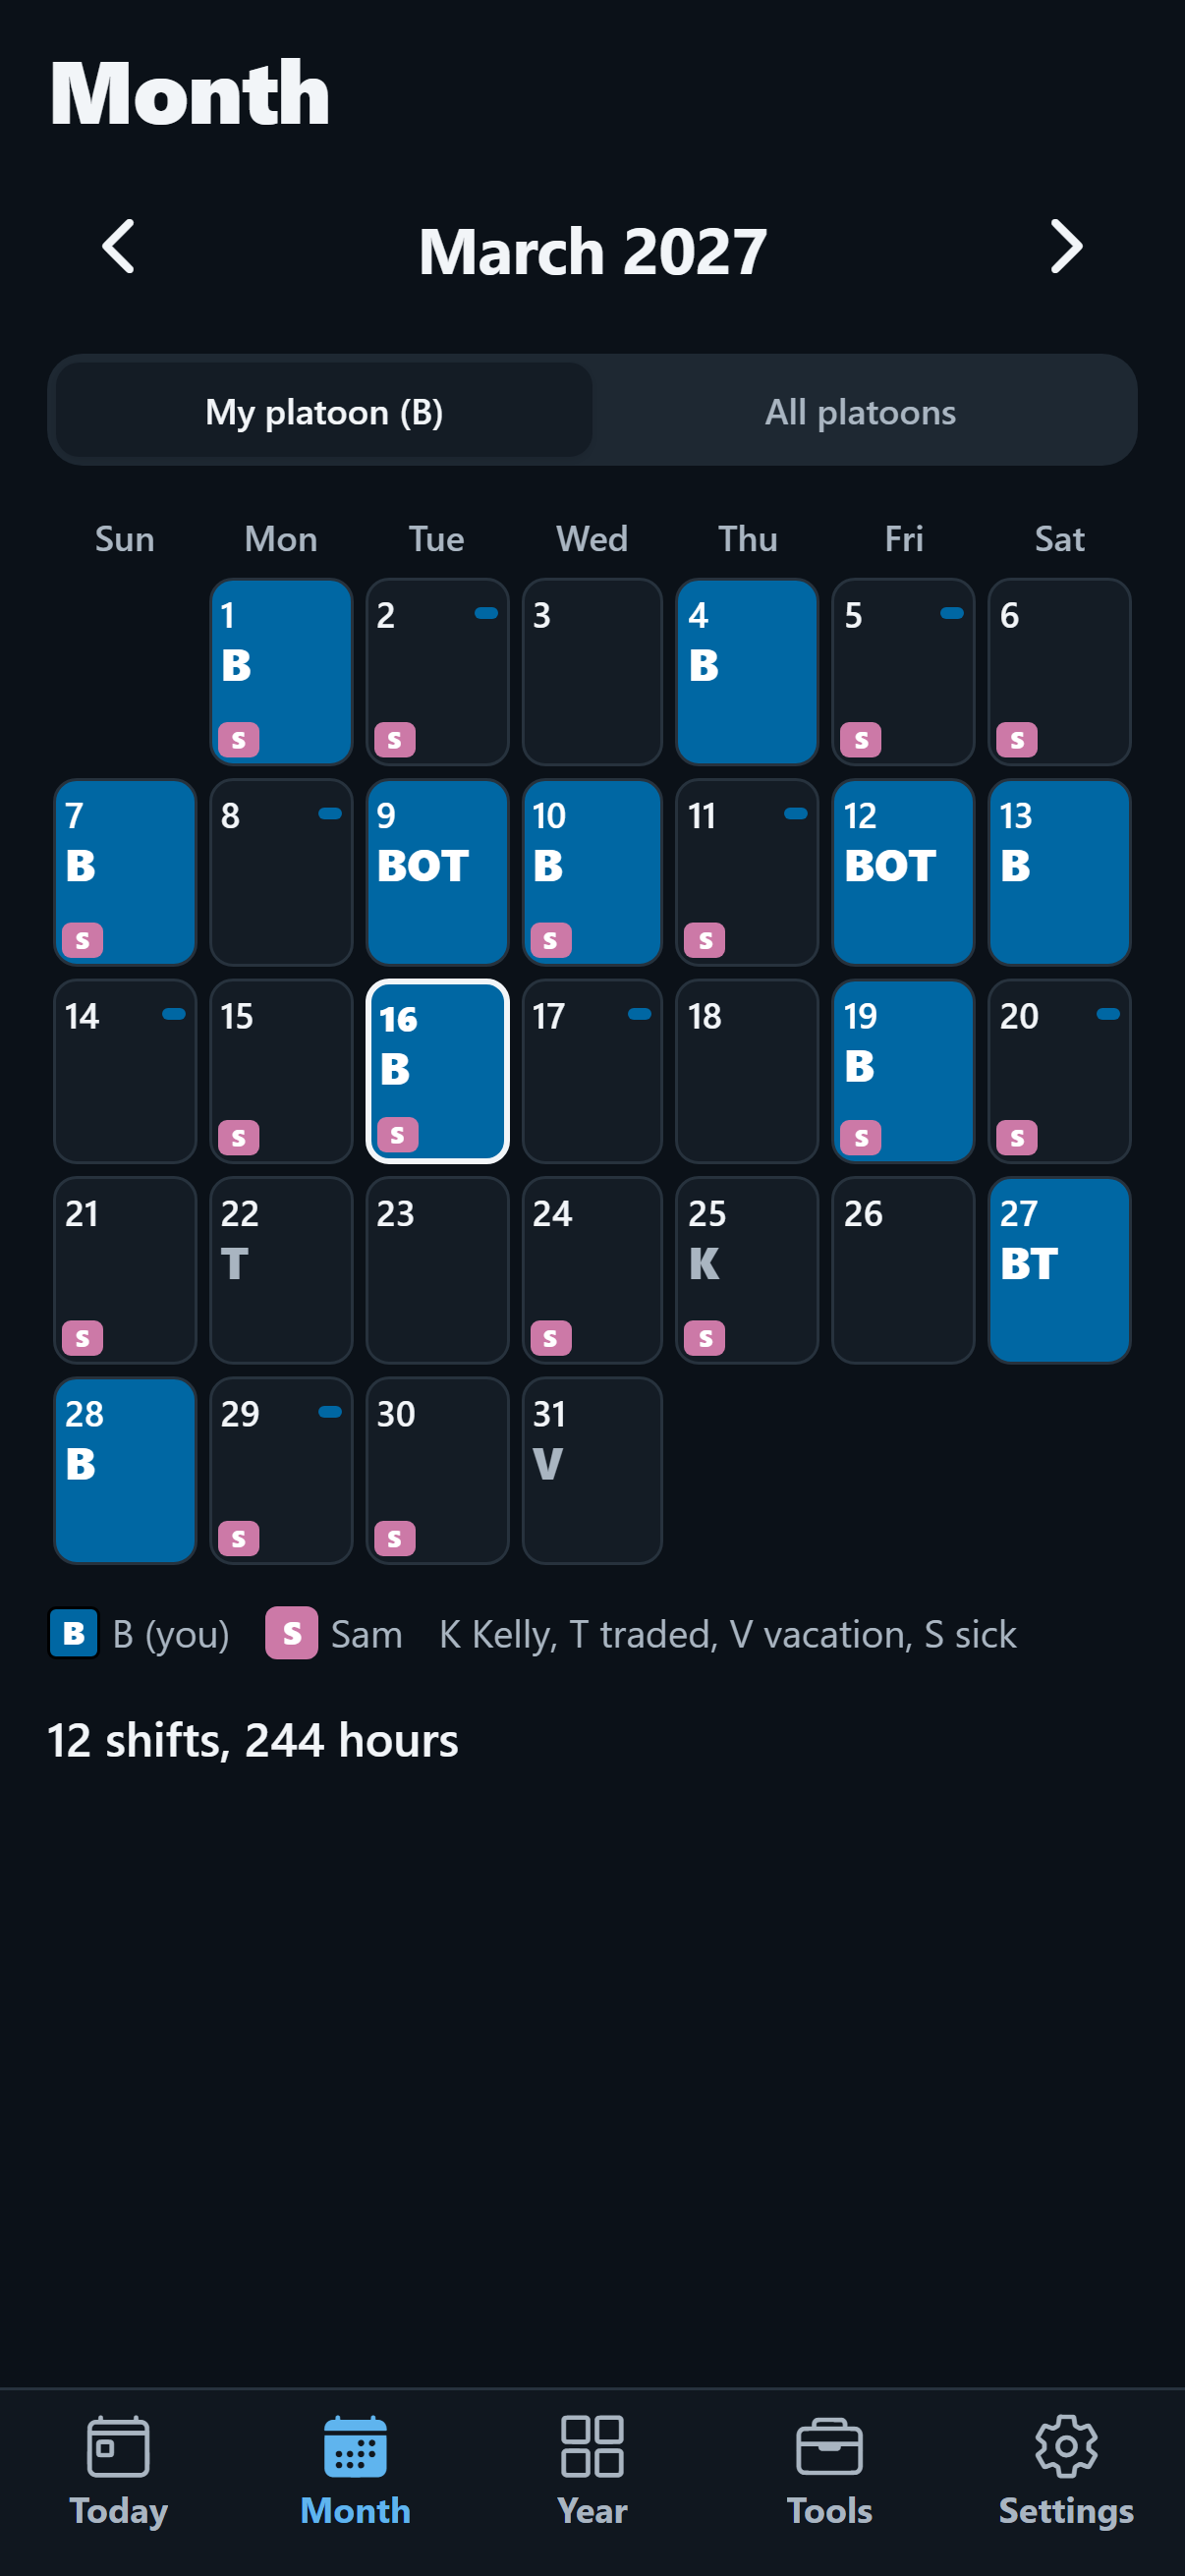 Month
March 2027
My platoon (B) All platoons
Sun Mon Tue Wed Thu Fri Sat
1 2 3 4 5 6
B B
S S S S
7 8 9 10 11 12 13
B BOT B BOT B
S S S
14 15 16 17 18 19 20
B B
S S S S
21 22 23 24 25 26 27
T K BT
S S S
28 29 30 31
B V
S S
B B (you) S Sam K Kelly, T traded, V vacation, S sick
12 shifts, 244 hours
Today Month Year Tools Settings